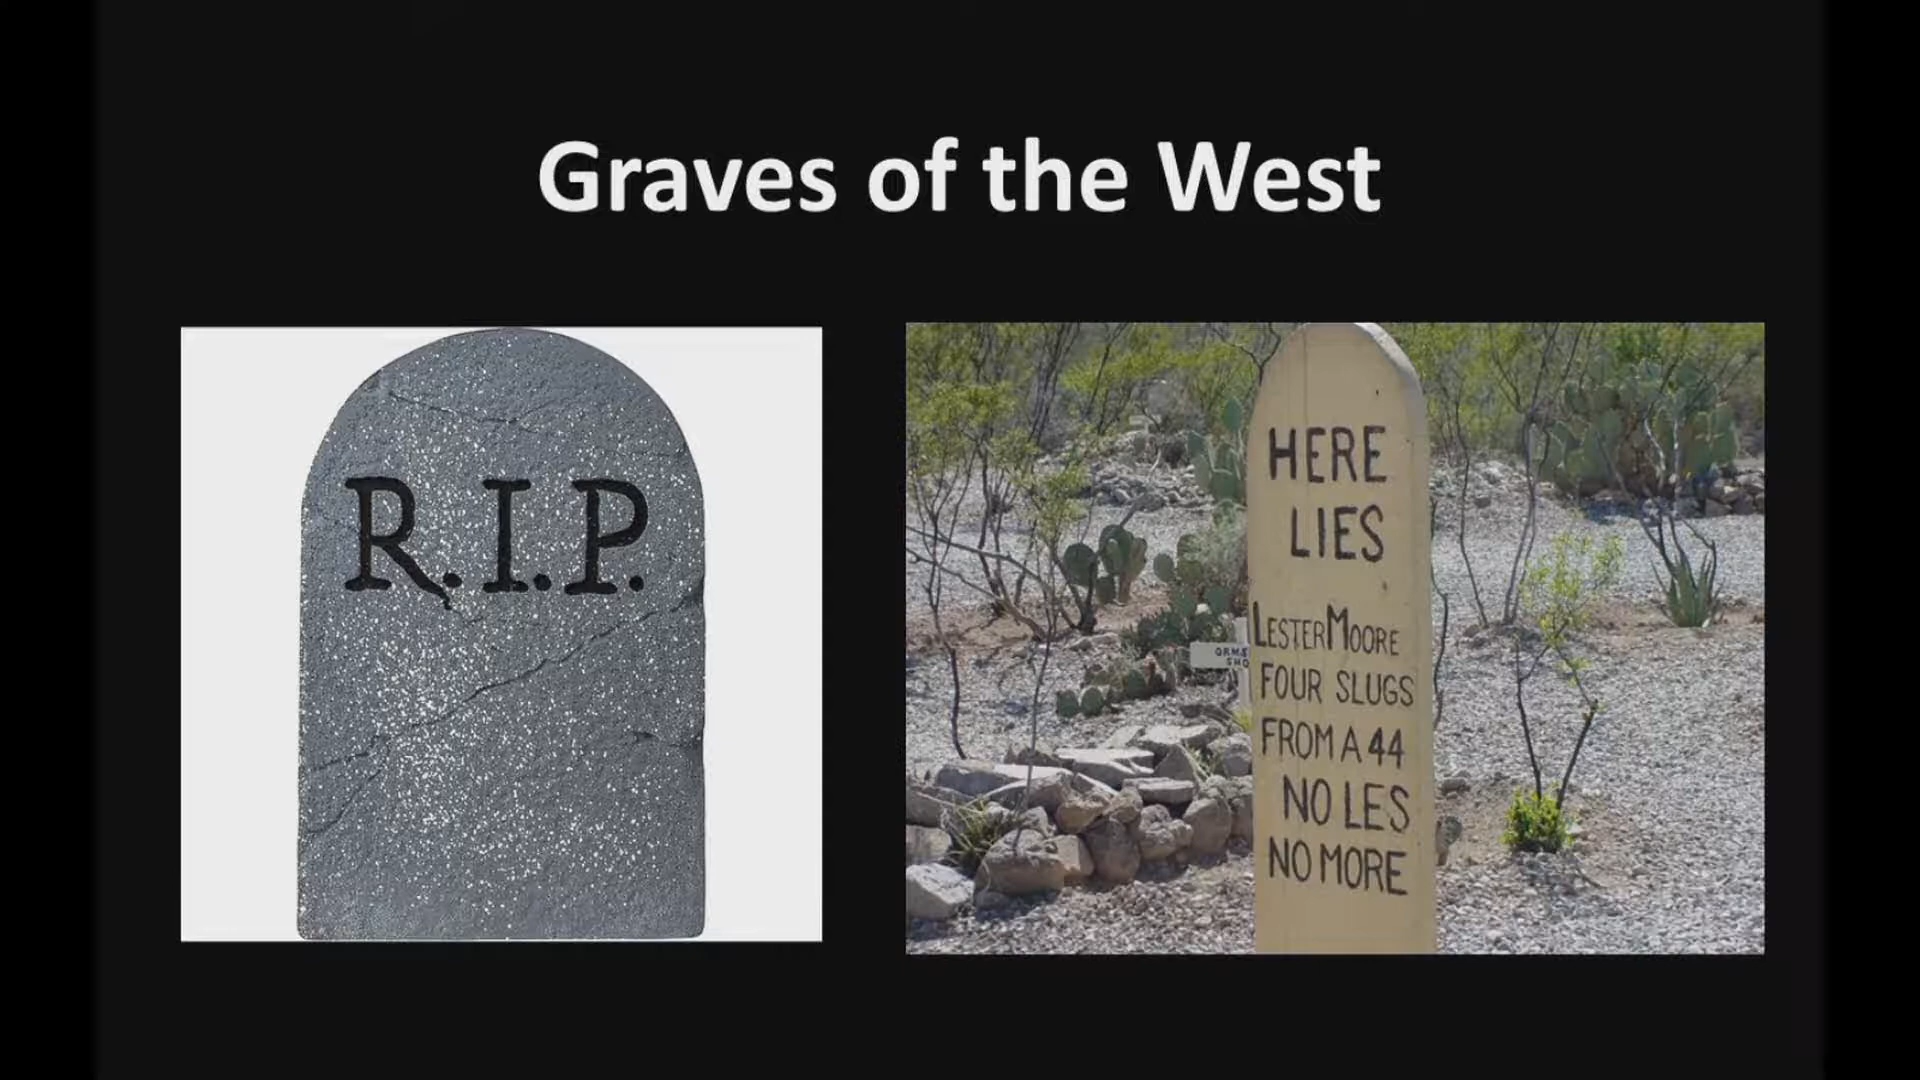 Graves of the West
R.I.P.
HERE
LIES
LESTER MOORE
FOUR SLUGS
FROM A 44
NO LES
NO MORE